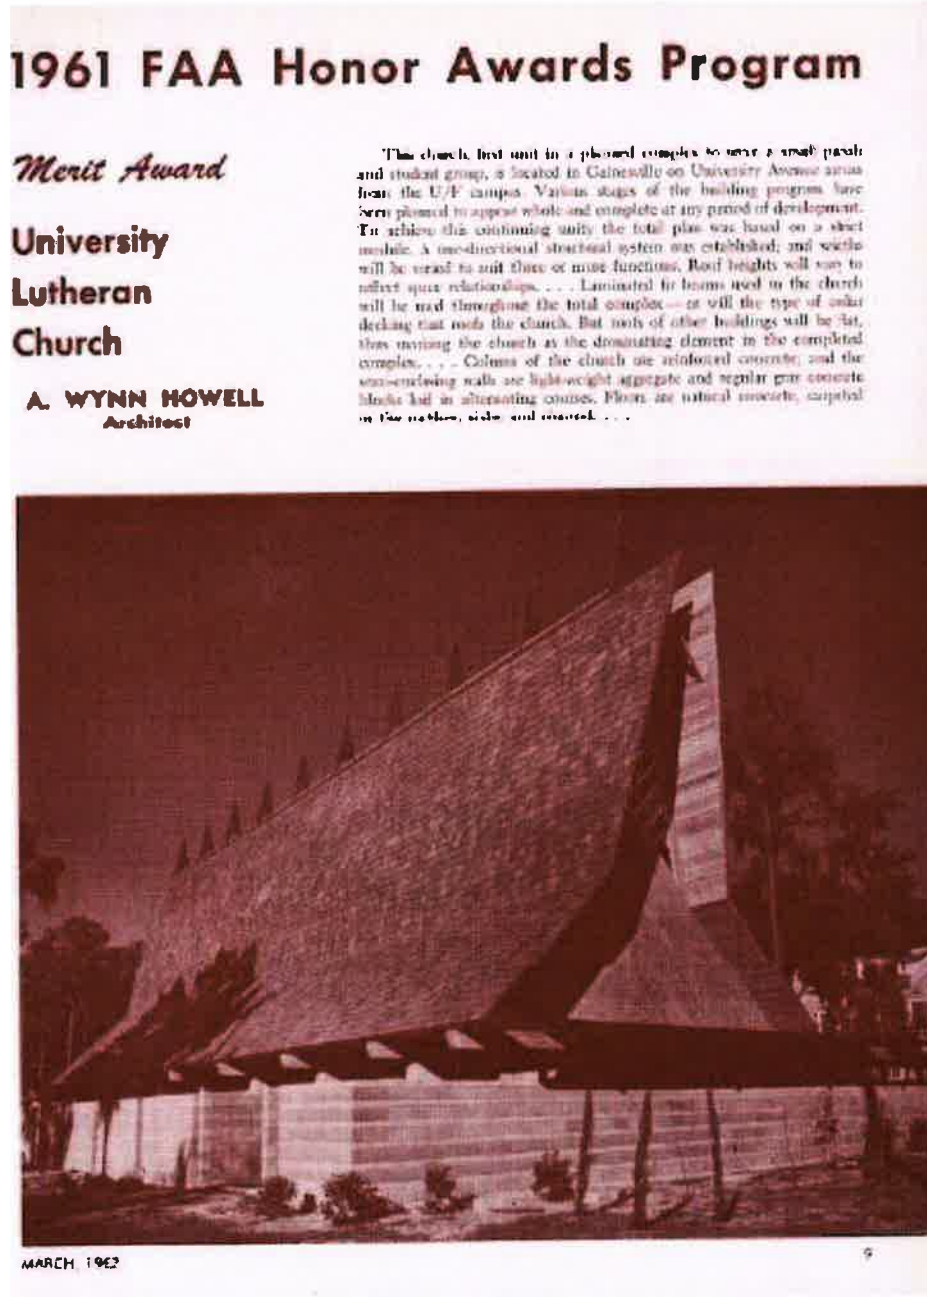 1961 FAA Honor Awards Program
Merit Award
University
Lutheran
Church
A. WYNN HOWELL
Architect
This church, first unit in a planned complex to serve a small parish
and student group, is located in Gainesville on University Avenue across
from the U/F campus. Various stages of the building program have
been planned to appear whole and complete at any period of development.
To achieve this continuing unity the total plan was based on a strict
module. A one-directional structural system was established; and widths
will be varied to suit three or more functions. Roof heights will vary to
reflect space relationships. . . . Laminated fir beams used in the church
will be used throughout the total complex — as will the type of cedar
decking that roofs the church. But roofs of other buildings will be flat,
thus marking the church as the dominating element in the completed
complex. . . . Columns of the church are reinforced concrete; and the
walls are light-weight aggregate and regular gray concrete
blocks laid in alternating courses. Floors are natural concrete, carpeted
in the narthex, aisles and chancel. . . .
MARCH, 1962
9